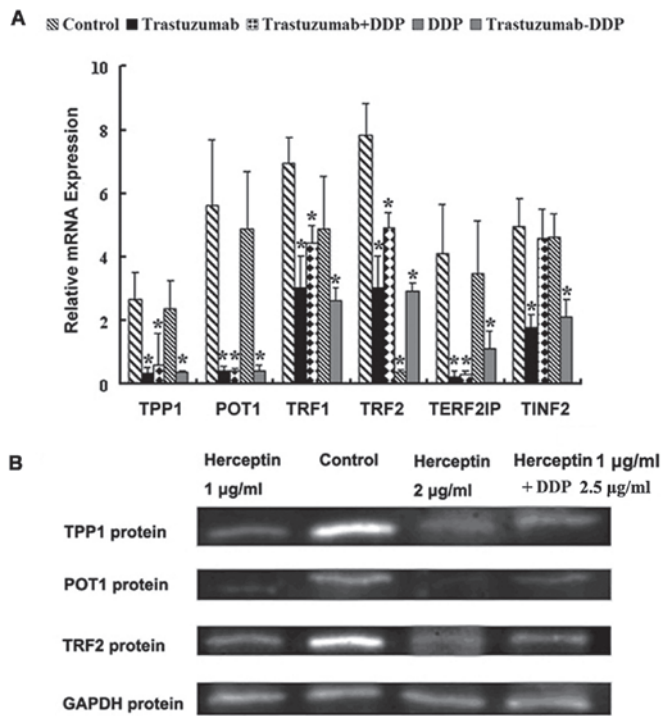 A
Control Trastuzumab Trastuzumab+DDP DDP Trastuzumab-DDP
Relative mRNA Expression
10
8
6
4
2
0
* * * * * * * * * * * * * * * * * *
TPP1 POT1 TRF1 TRF2 TERF2IP TINF2
B
Herceptin Control Herceptin Herceptin 1 µg/ml
1 µg/ml 2 µg/ml + DDP 2.5 µg/ml
TPP1 protein
POT1 protein
TRF2 protein
GAPDH protein